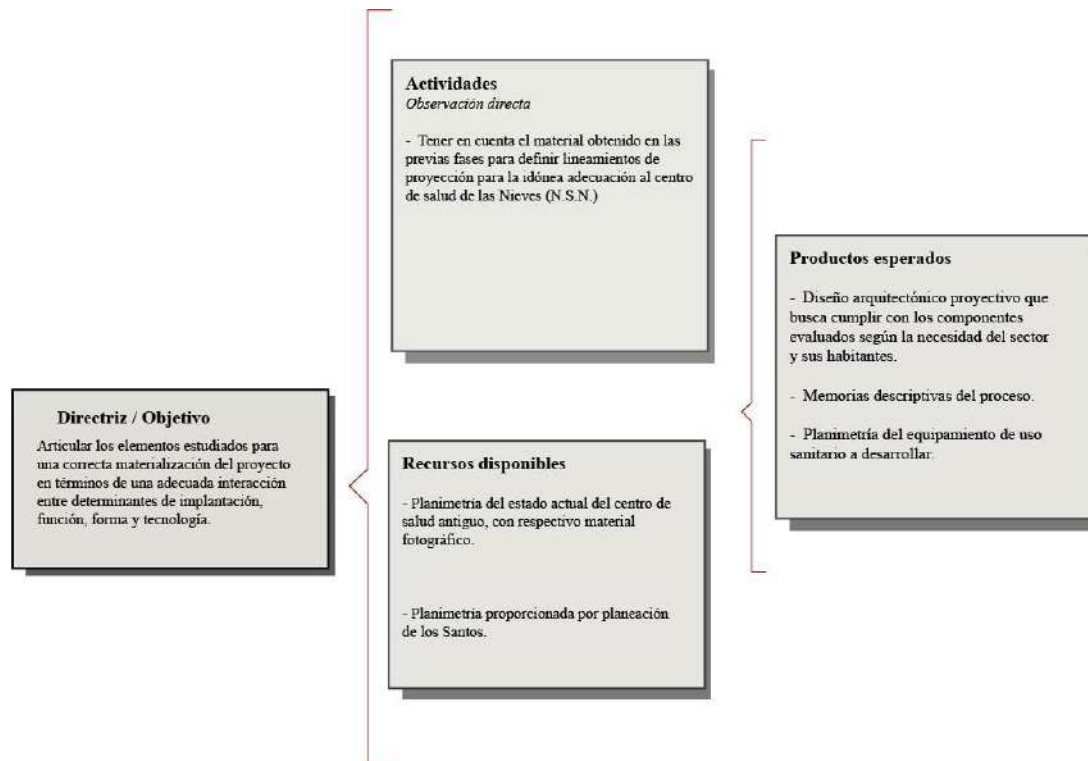 Directriz / Objetivo
Articular los elementos estudiados para
una correcta materialización del proyecto
en términos de una adecuada interacción
entre determinantes de implantación,
función, forma y tecnología.
Actividades
Observación directa
- Tener en cuenta el material obtenido en las
previas fases para definir lineamientos de
proyección para la idónea adecuación al centro
de salud de las Nieves (N.S.N.)
Recursos disponibles
- Planimetría del estado actual del centro de
salud antiguo, con respectivo material
fotográfico.
- Planimetría proporcionada por planeación
de los Santos.
Productos esperados
- Diseño arquitectónico proyectivo que
busca cumplir con los componentes
evaluados según la necesidad del sector
y sus habitantes.
- Memorias descriptivas del proceso.
- Planimetría del equipamiento de uso
sanitario a desarrollar.